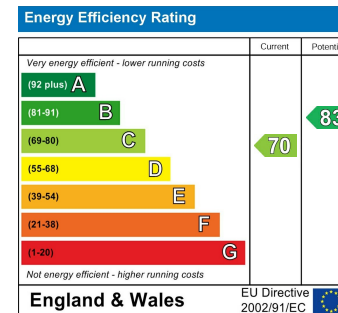 Energy Efficiency Rating
Current Potenti
Very energy efficient - lower running costs
(92 plus) A
(81-91) B
83
(69-80) C
70
(55-68) D
(39-54) E
(21-38) F
(1-20) G
Not energy efficient - higher running costs
England & Wales
EU Directive
2002/91/EC